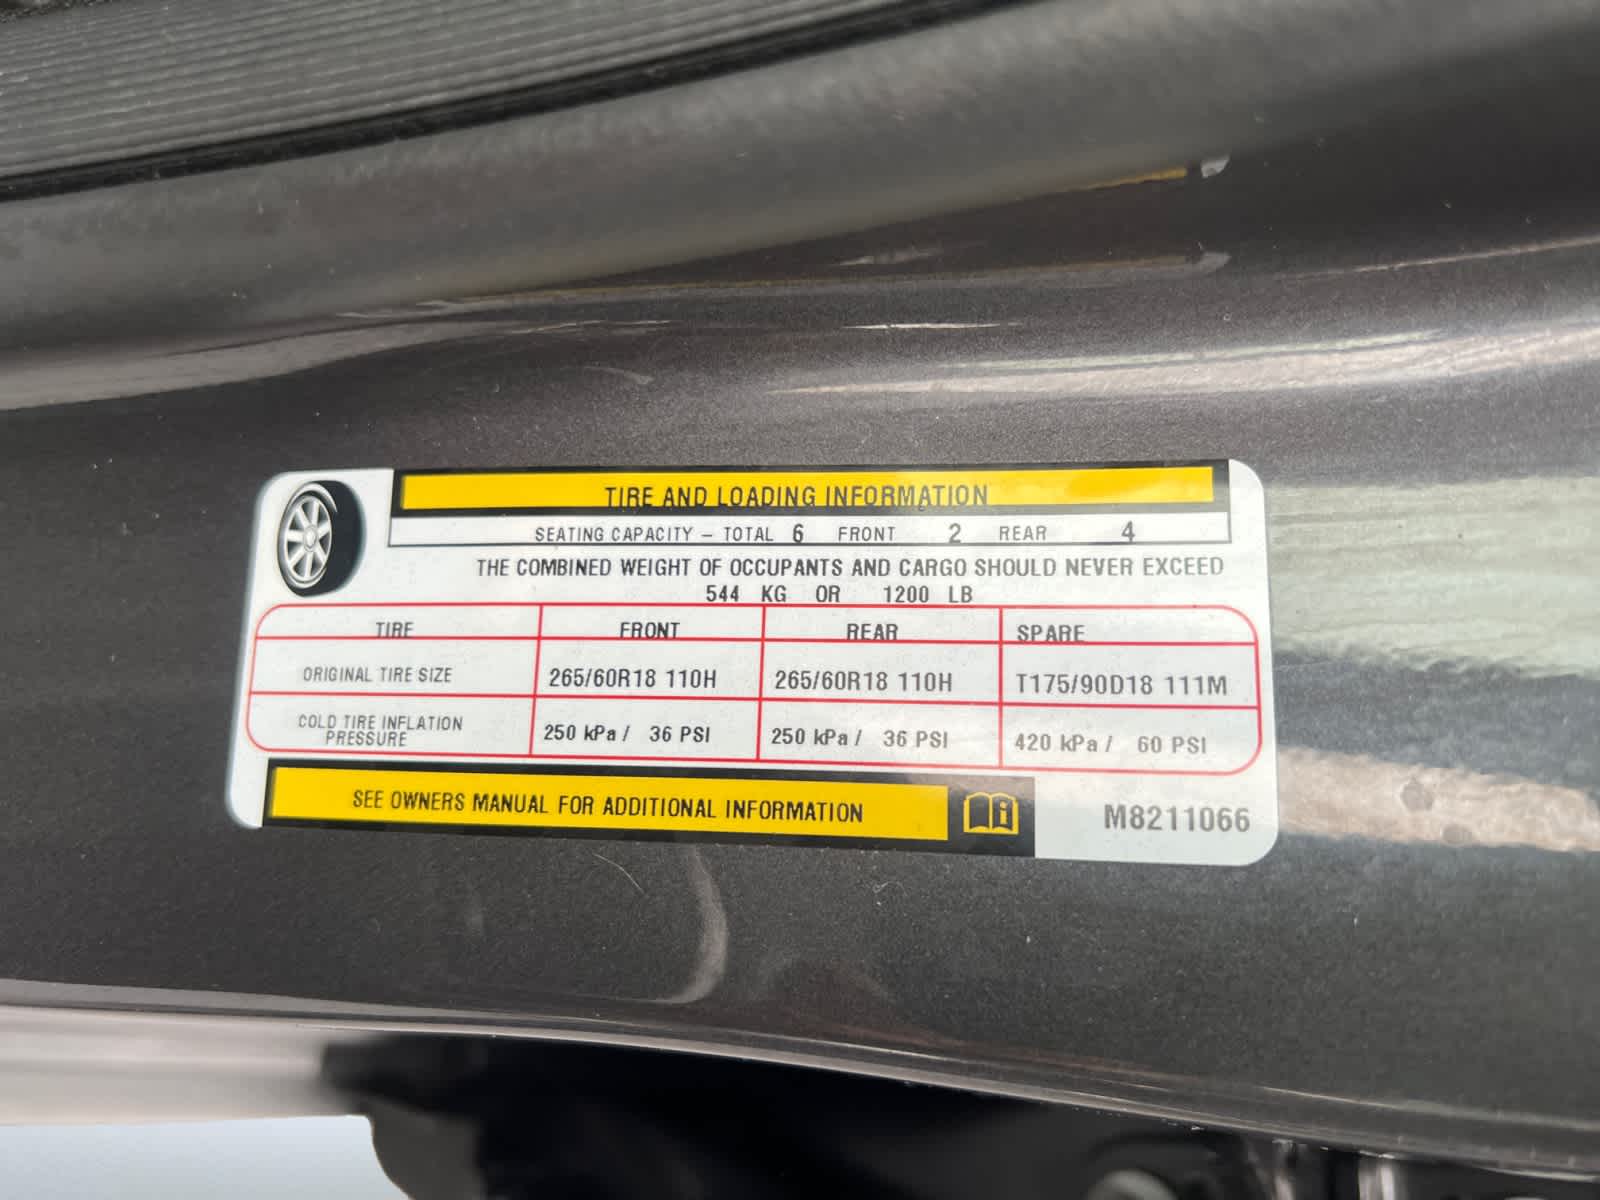 TIRE AND LOADING INFORMATION
SEATING CAPACITY – TOTAL 6 FRONT 2 REAR 4
THE COMBINED WEIGHT OF OCCUPANTS AND CARGO SHOULD NEVER EXCEED
544 KG OR 1200 LB
TIRE FRONT REAR SPARE
ORIGINAL TIRE SIZE 265/60R18 110H 265/60R18 110H T175/90D18 111M
COLD TIRE INFLATION
PRESSURE 250 kPa / 36 PSI 250 kPa / 36 PSI 420 kPa / 60 PSI
SEE OWNERS MANUAL FOR ADDITIONAL INFORMATION
M8211066